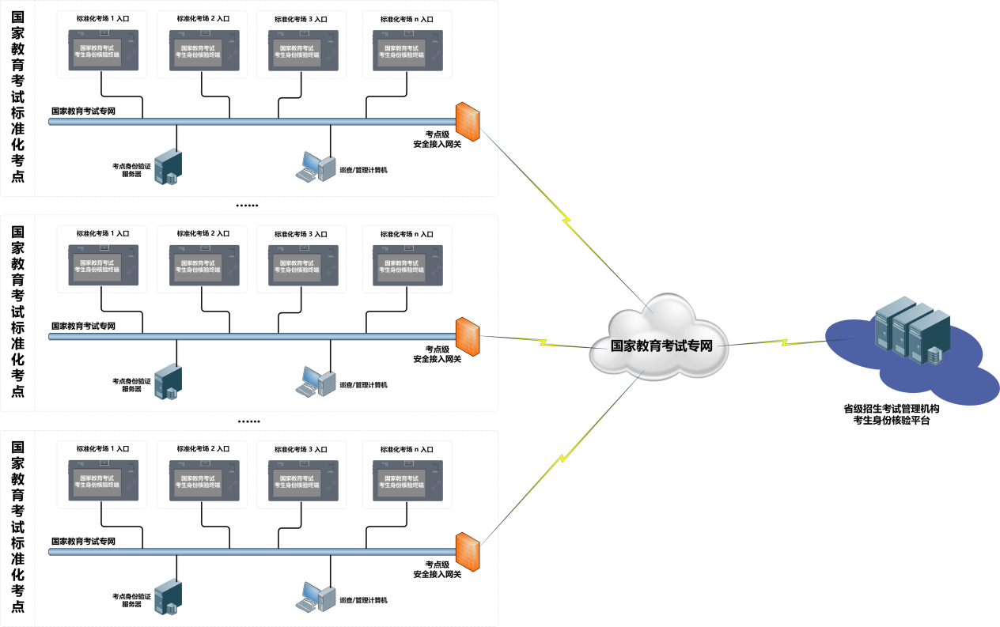 国家教育考试标准化考点
标准化考场 1 入口
标准化考场 2 入口
标准化考场 3 入口
标准化考场 n 入口
国家教育考试
考生身份核验终端
国家教育考试
考生身份核验终端
国家教育考试
考生身份核验终端
国家教育考试
考生身份核验终端
国家教育考试专网
考点级
安全接入网关
考点身份验证
服务器
巡查/管理计算机
……
国家教育考试标准化考点
标准化考场 1 入口
标准化考场 2 入口
标准化考场 3 入口
标准化考场 n 入口
国家教育考试
考生身份核验终端
国家教育考试
考生身份核验终端
国家教育考试
考生身份核验终端
国家教育考试
考生身份核验终端
国家教育考试专网
考点级
安全接入网关
考点身份验证
服务器
巡查/管理计算机
……
国家教育考试标准化考点
标准化考场 1 入口
标准化考场 2 入口
标准化考场 3 入口
标准化考场 n 入口
国家教育考试
考生身份核验终端
国家教育考试
考生身份核验终端
国家教育考试
考生身份核验终端
国家教育考试
考生身份核验终端
国家教育考试专网
考点级
安全接入网关
考点身份验证
服务器
巡查/管理计算机
国家教育考试专网
省级招生考试管理机构
考生身份核验平台